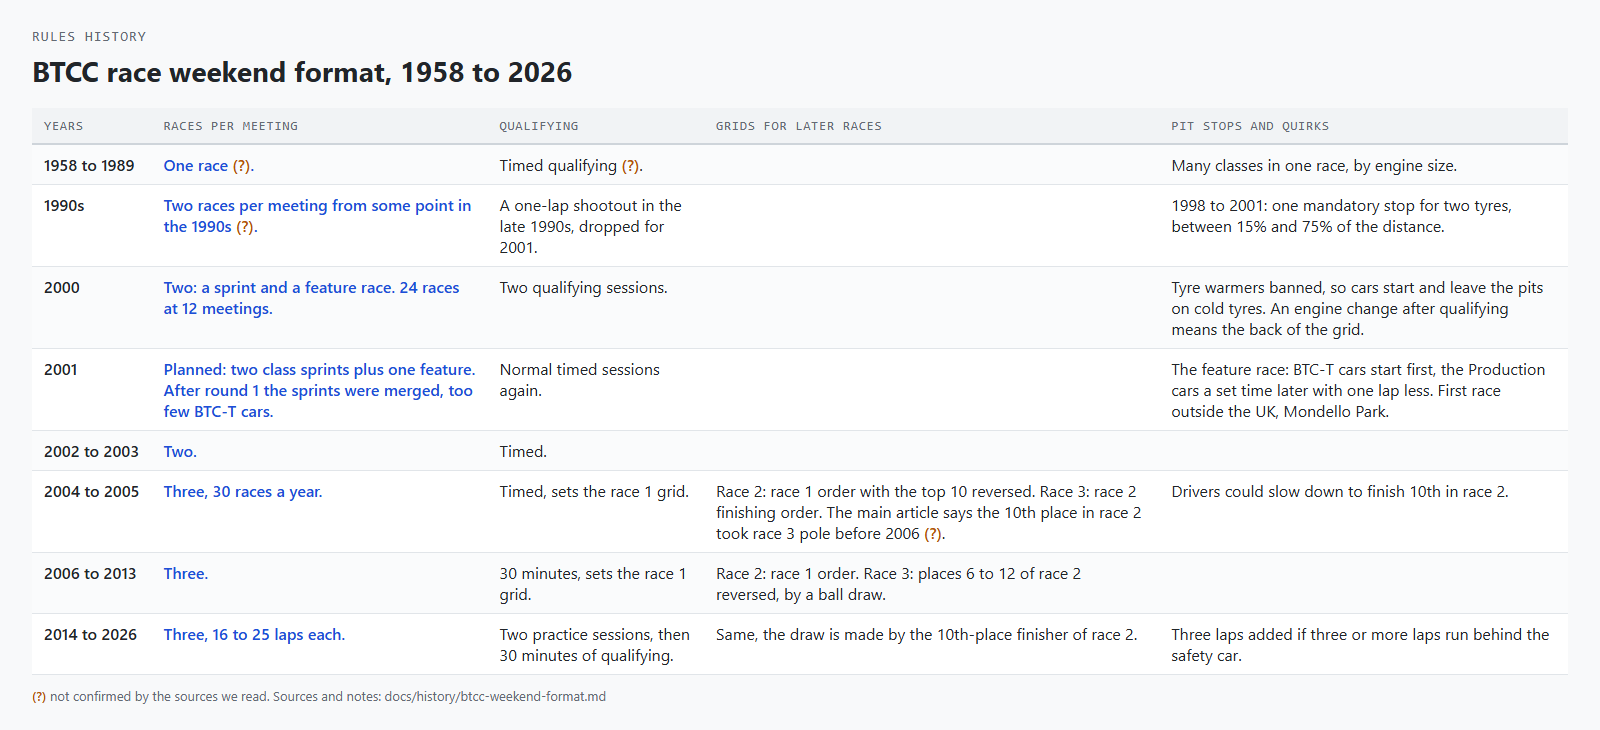 RULES HISTORY
BTCC race weekend format, 1958 to 2026
YEARS RACES PER MEETING QUALIFYING GRIDS FOR LATER RACES PIT STOPS AND QUIRKS
1958 to 1989 One race (?). Timed qualifying (?). Many classes in one race, by engine size.
1990s Two races per meeting from some point in A one-lap shootout in the 1998 to 2001: one mandatory stop for two tyres,
the 1990s (?). late 1990s, dropped for between 15% and 75% of the distance.
2001.
2000 Two: a sprint and a feature race. 24 races Two qualifying sessions. Tyre warmers banned, so cars start and leave the pits
at 12 meetings. on cold tyres. An engine change after qualifying
means the back of the grid.
2001 Planned: two class sprints plus one feature. Normal timed sessions The feature race: BTC-T cars start first, the Production
After round 1 the sprints were merged, too again. cars a set time later with one lap less. First race
few BTC-T cars. outside the UK, Mondello Park.
2002 to 2003 Two. Timed.
2004 to 2005 Three, 30 races a year. Timed, sets the race 1 grid. Race 2: race 1 order with the top 10 reversed. Race 3: race 2 Drivers could slow down to finish 10th in race 2.
finishing order. The main article says the 10th place in race 2
took race 3 pole before 2006 (?).
2006 to 2013 Three. 30 minutes, sets the race 1 Race 2: race 1 order. Race 3: places 6 to 12 of race 2
grid. reversed, by a ball draw.
2014 to 2026 Three, 16 to 25 laps each. Two practice sessions, then Same, the draw is made by the 10th-place finisher of race 2. Three laps added if three or more laps run behind the
30 minutes of qualifying. safety car.
(?) not confirmed by the sources we read. Sources and notes: docs/history/btcc-weekend-format.md